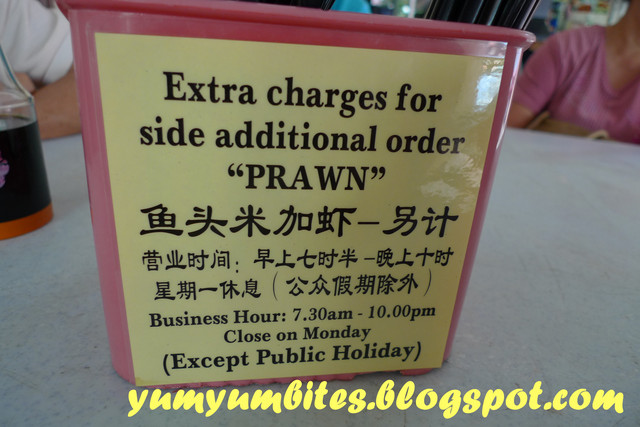 Extra charges for
side additional order
“PRAWN”
鱼头米加虾－另计
营业时间：早上七时半－晚上十时
星期一休息（公众假期除外）
Business Hour: 7.30am - 10.00pm
Close on Monday
(Except Public Holiday)
yumyumbites.blogspot.com